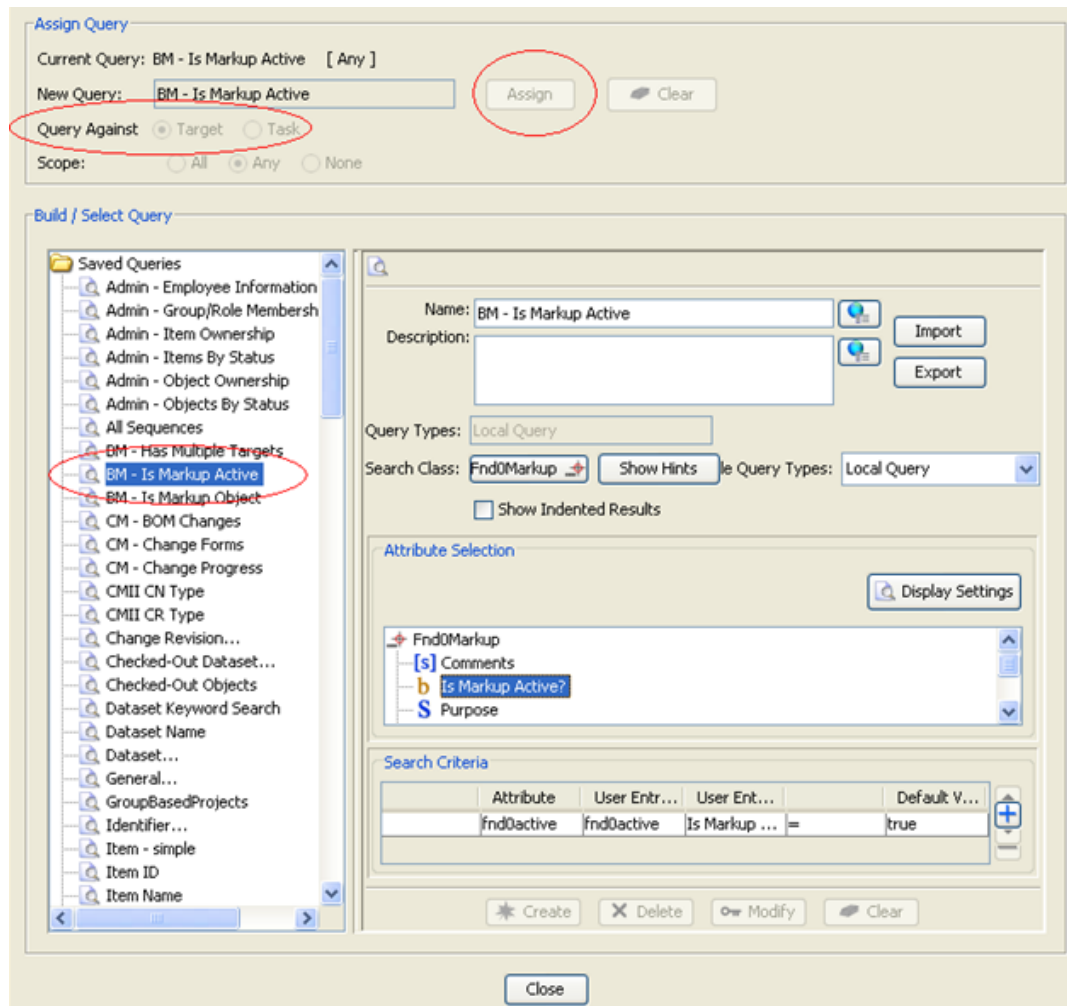 Assign Query
Current Query: BM - Is Markup Active [ Any ]
New Query: BM - Is Markup Active Assign Clear
Query Against Target Task
Scope: All Any None
Build / Select Query
Saved Queries
Admin - Employee Information
Admin - Group/Role Membersh
Admin - Item Ownership
Admin - Items By Status
Admin - Object Ownership
Admin - Objects By Status
All Sequences
BM - Has Multiple Targets
BM - Is Markup Active
BM - Is Markup Object
CM - BOM Changes
CM - Change Forms
CM - Change Progress
CMII CN Type
CMII CR Type
Change Revision...
Checked-Out Dataset...
Checked-Out Objects
Dataset Keyword Search
Dataset Name
Dataset...
General...
GroupBasedProjects
Identifier...
Item - simple
Item ID
Item Name
Name: BM - Is Markup Active
Import
Description:
Export
Query Types: Local Query
Search Class: Fnd0Markup Show Hints le Query Types: Local Query
Show Indented Results
Attribute Selection
Display Settings
Fnd0Markup
[s] Comments
b Is Markup Active?
S Purpose
Search Criteria
Attribute User Entr... User Ent... Default V...
fnd0active fnd0active Is Markup ... = true
Create Delete Modify Clear
Close